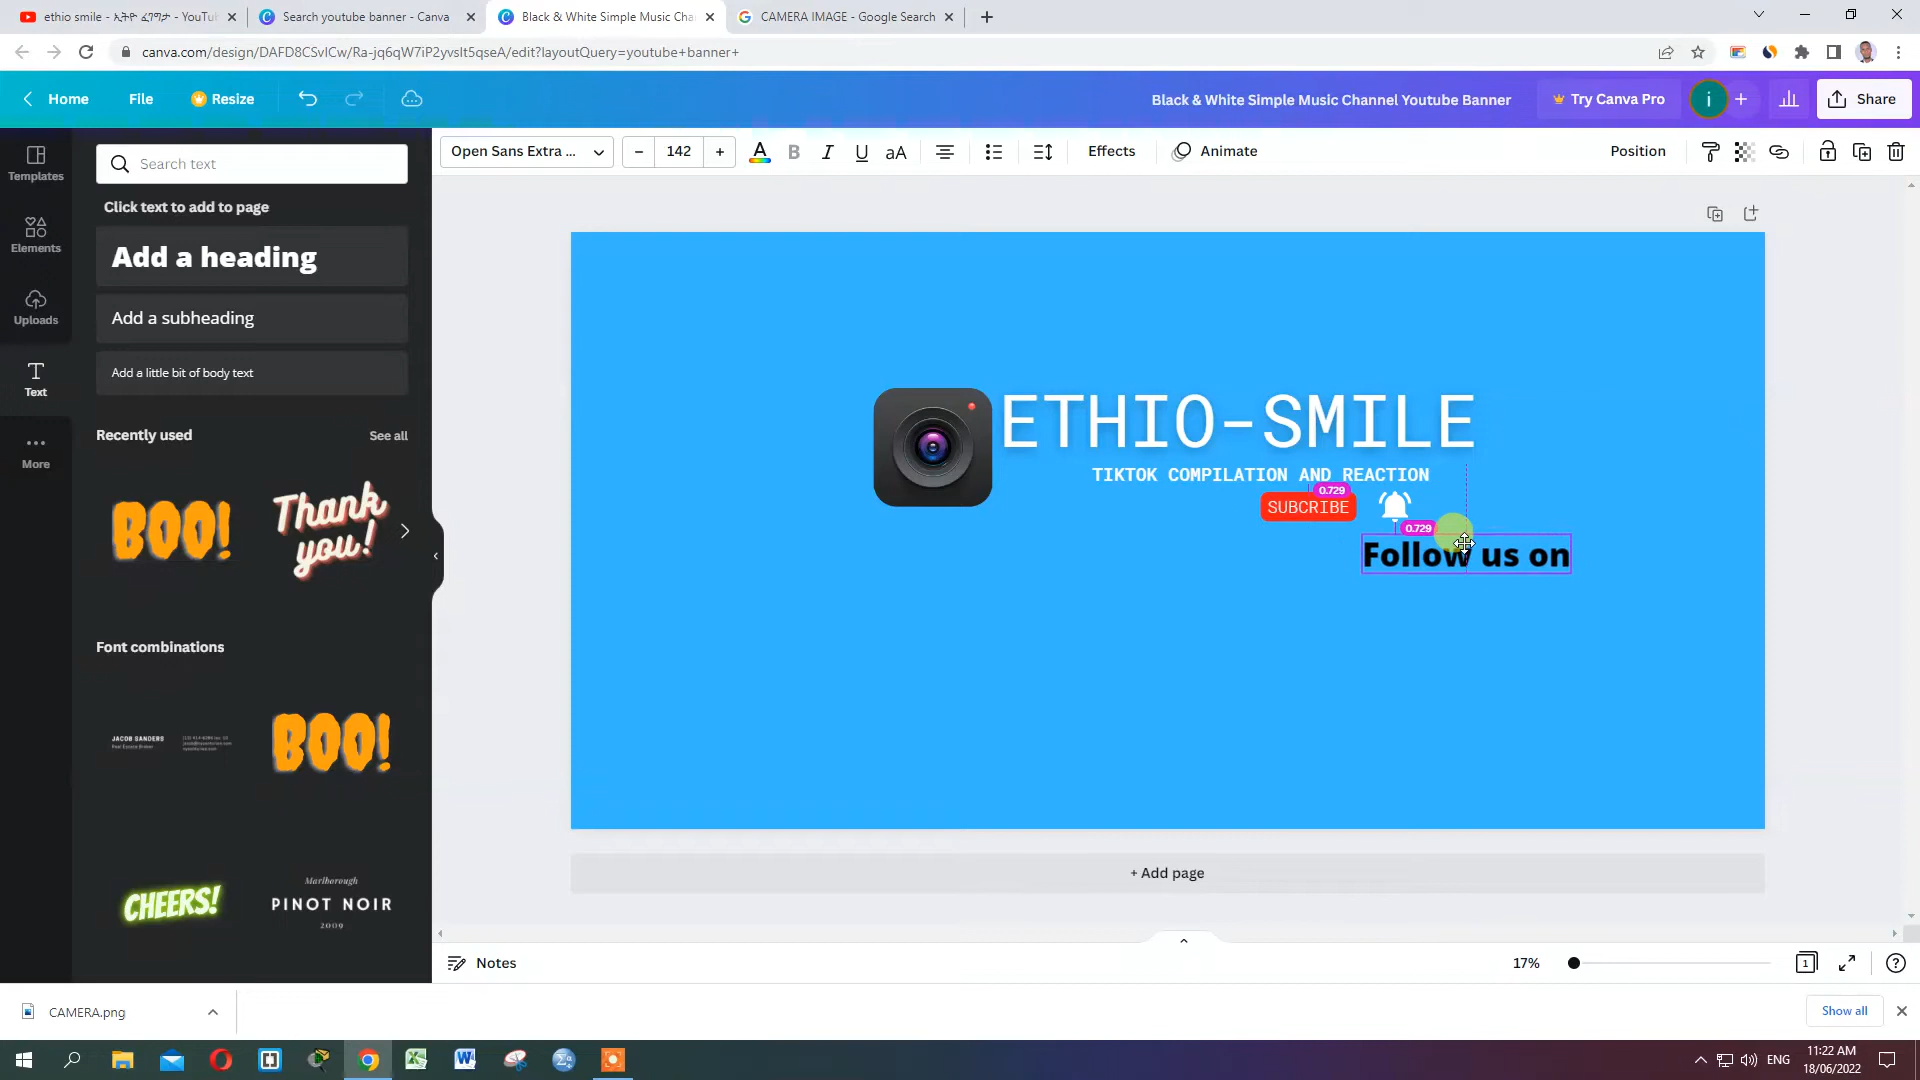 ethio smile - ኢትዮ ፈገግታ - YouTu
Search youtube banner - Canva
Black & White Simple Music Cha
CAMERA IMAGE - Google Search
canva.com/design/DAFD8CSvlCw/Ra-jq6qW7iP2yvslt5qseA/edit?layoutQuery=youtube+banner+
Home
File
Resize
Black & White Simple Music Channel Youtube Banner
Try Canva Pro
i
Share
Templates
Elements
Uploads
Text
More
Search text
Click text to add to page
Add a heading
Add a subheading
Add a little bit of body text
Recently used
See all
BOO!
Thank you!
Font combinations
JACOB SANDERS
BOO!
CHEERS!
Marlborough
PINOT NOIR
2009
Open Sans Extra ...
142
A
B
I
U
aA
Effects
Animate
Position
ETHIO-SMILE
TIKTOK COMPILATION AND REACTION
0.729
SUBCRIBE
0.729
Follow us on
+ Add page
Notes
17%
1
CAMERA.png
Show all
ENG
11:22 AM
18/06/2022